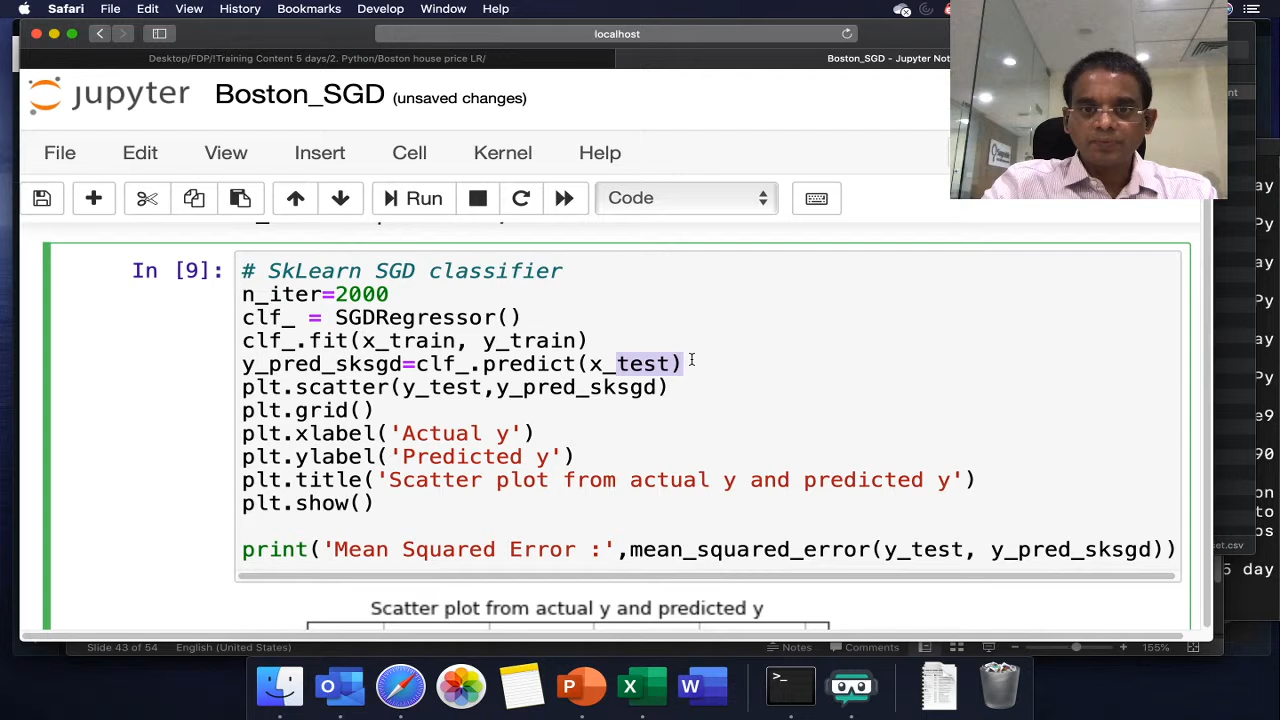 Safari File Edit View History Bookmarks Develop Window Help
localhost
Desktop/FDP/!Training Content 5 days/2. Python/Boston house price LR/
Boston_SGD - Jupyter Not
jupyter Boston_SGD (unsaved changes)
File Edit View Insert Cell Kernel Help
Run Code
In [9]:
# SkLearn SGD classifier
n_iter=2000
clf_ = SGDRegressor()
clf_.fit(x_train, y_train)
y_pred_sksgd=clf_.predict(x_test)
plt.scatter(y_test,y_pred_sksgd)
plt.grid()
plt.xlabel('Actual y')
plt.ylabel('Predicted y')
plt.title('Scatter plot from actual y and predicted y')
plt.show()
print('Mean Squared Error :',mean_squared_error(y_test, y_pred_sksgd))
Scatter plot from actual y and predicted y
Slide 43 of 54 English (United States) Notes Comments 155%
5 day